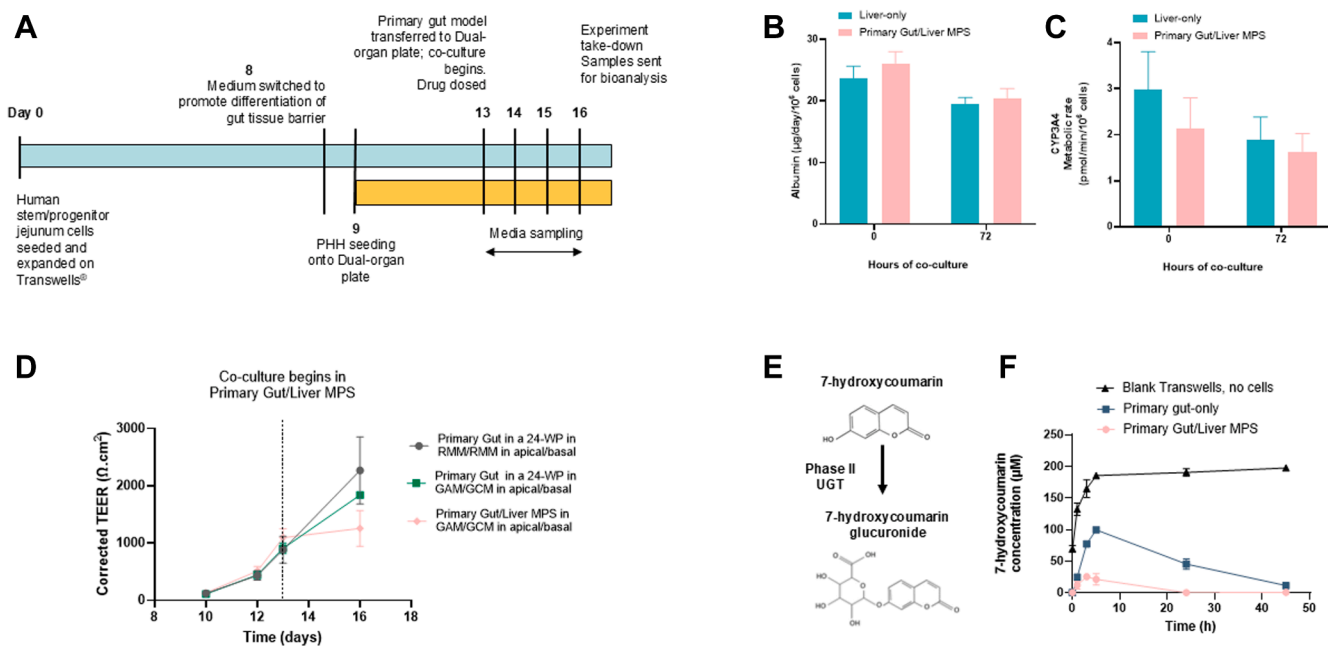 A
Day 0
8
Medium switched to
promote differentiation of
gut tissue barrier
Primary gut model
transferred to Dual-
organ plate; co-culture
begins.
Drug dosed
Experiment
take-down
Samples sent
for bioanalysis
13
14
15
16
Human
stem/progenitor
jejunum cells
seeded and
expanded on
Transwells®
9
PHH seeding
onto Dual-organ
plate
Media sampling
B
Liver-only
Primary Gut/Liver MPS
Albumin (µg/day/10⁶ cells)
30
20
10
0
0
72
Hours of co-culture
C
Liver-only
Primary Gut/Liver MPS
CYP3A4
Metabolic rate
(pmol/min/10⁶ cells)
4
3
2
1
0
0
72
Hours of co-culture
D
Co-culture begins in
Primary Gut/Liver MPS
Corrected TEER (Ω.cm²)
3000
2000
1000
0
8
10
12
14
16
18
Time (days)
Primary Gut in a 24-WP in
RMM/RMM in apical/basal
Primary Gut in a 24-WP in
GAM/GCM in apical/basal
Primary Gut/Liver MPS in
GAM/GCM in apical/basal
E
7-hydroxycoumarin
HO
O
O
Phase II
UGT
7-hydroxycoumarin
glucuronide
O
OH
HO
O
HO
O
O
O
OH
OH
F
Blank Transwells, no cells
Primary gut-only
Primary Gut/Liver MPS
7-hydroxycoumarin
concentration (µM)
250
200
150
100
50
0
0
10
20
30
40
50
Time (h)